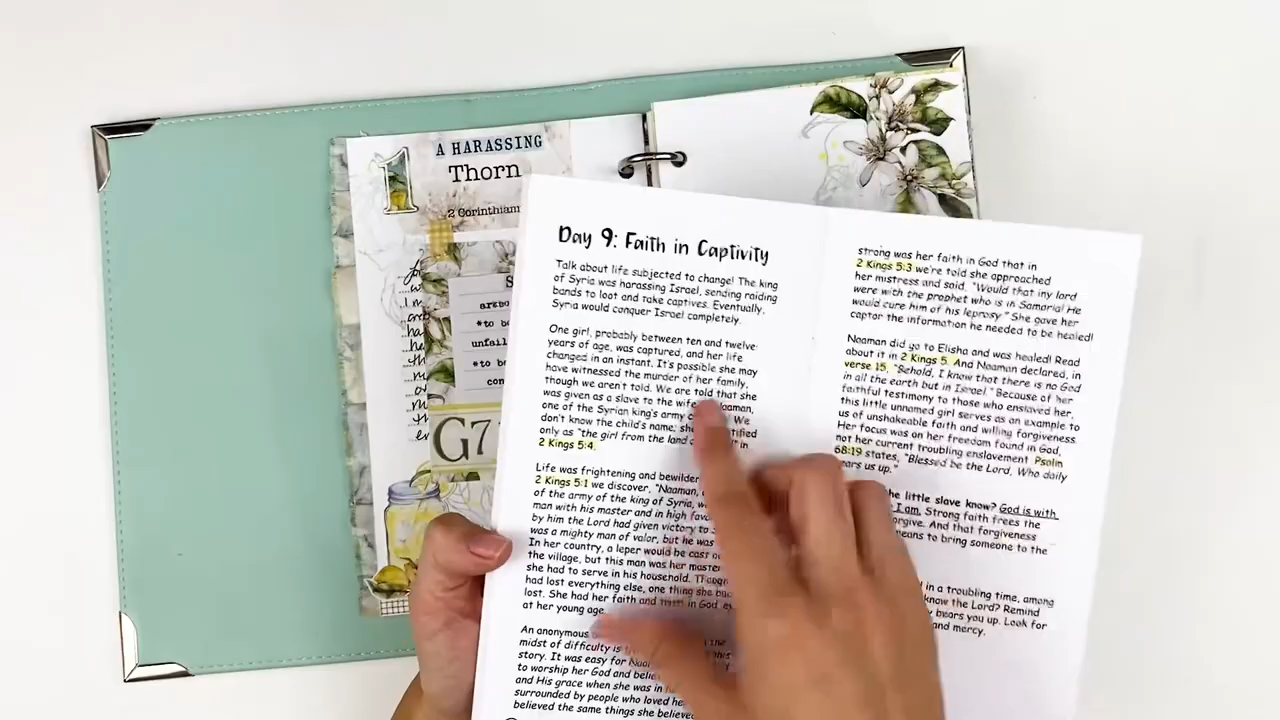 A HARASSING
Thorn
2 Corinthian
G7
Day 9: Faith in Captivity
Talk about life subjected to change! The king
of Syria was harassing Israel, sending raiding
bands to loot and take captives. Eventually,
Syria would conquer Israel completely.
One girl, probably between ten and twelve
years of age, was captured, and her life
changed in an instant. It's possible she may
have witnessed the murder of her family,
though we aren't told. We are told that she
was given as a slave to the wife
one of the Syrian king's army We
don't know the child's name; she
only as "the girl from the land in
2 Kings 5:4.
Life was frightening and
2 Kings 5:1 we discover, "Naaman,
of the army of the king of Syria,
man with his master and in high
by him the Lord had given victory to
was a mighty man of valor, but he was
In her country, a leper would be cast
the village, but this man was her
she had to serve in his household.
had lost everything else, one thing she
lost. She had her faith and in God
at her young age.
An anonymous
midst of difficulty is
story. It was easy for
to worship her God and
and His grace when she was in
surrounded by people who loved
believed the same things she believed
strong was her faith in God that in
2 Kings 5:3 we're told she approached
her mistress and said, "Would that my lord
were with the prophet who is in Samaria! He
would cure him of his leprosy." She gave her
captor the information he needed to be healed!
Naaman did go to Elisha and was healed! Read
about it in 2 Kings 5. And Naaman declared, in
verse 15, "Behold, I know that there is no God
in all the earth but in Israel." Because of her
faithful testimony to those who enslaved her,
this little unnamed girl serves as an example to
us of unshakeable faith and willing forgiveness.
Her focus was on her freedom found in God,
not her current troubling enslavement. Psalm
68:19 states, "Blessed be the Lord, Who daily
bears us up."
he little slave know? God is with
I am. Strong faith frees the
And that forgiveness
means to bring someone to the
in a troubling time, among
know the Lord? Remind
bears you up. Look for
and mercy.